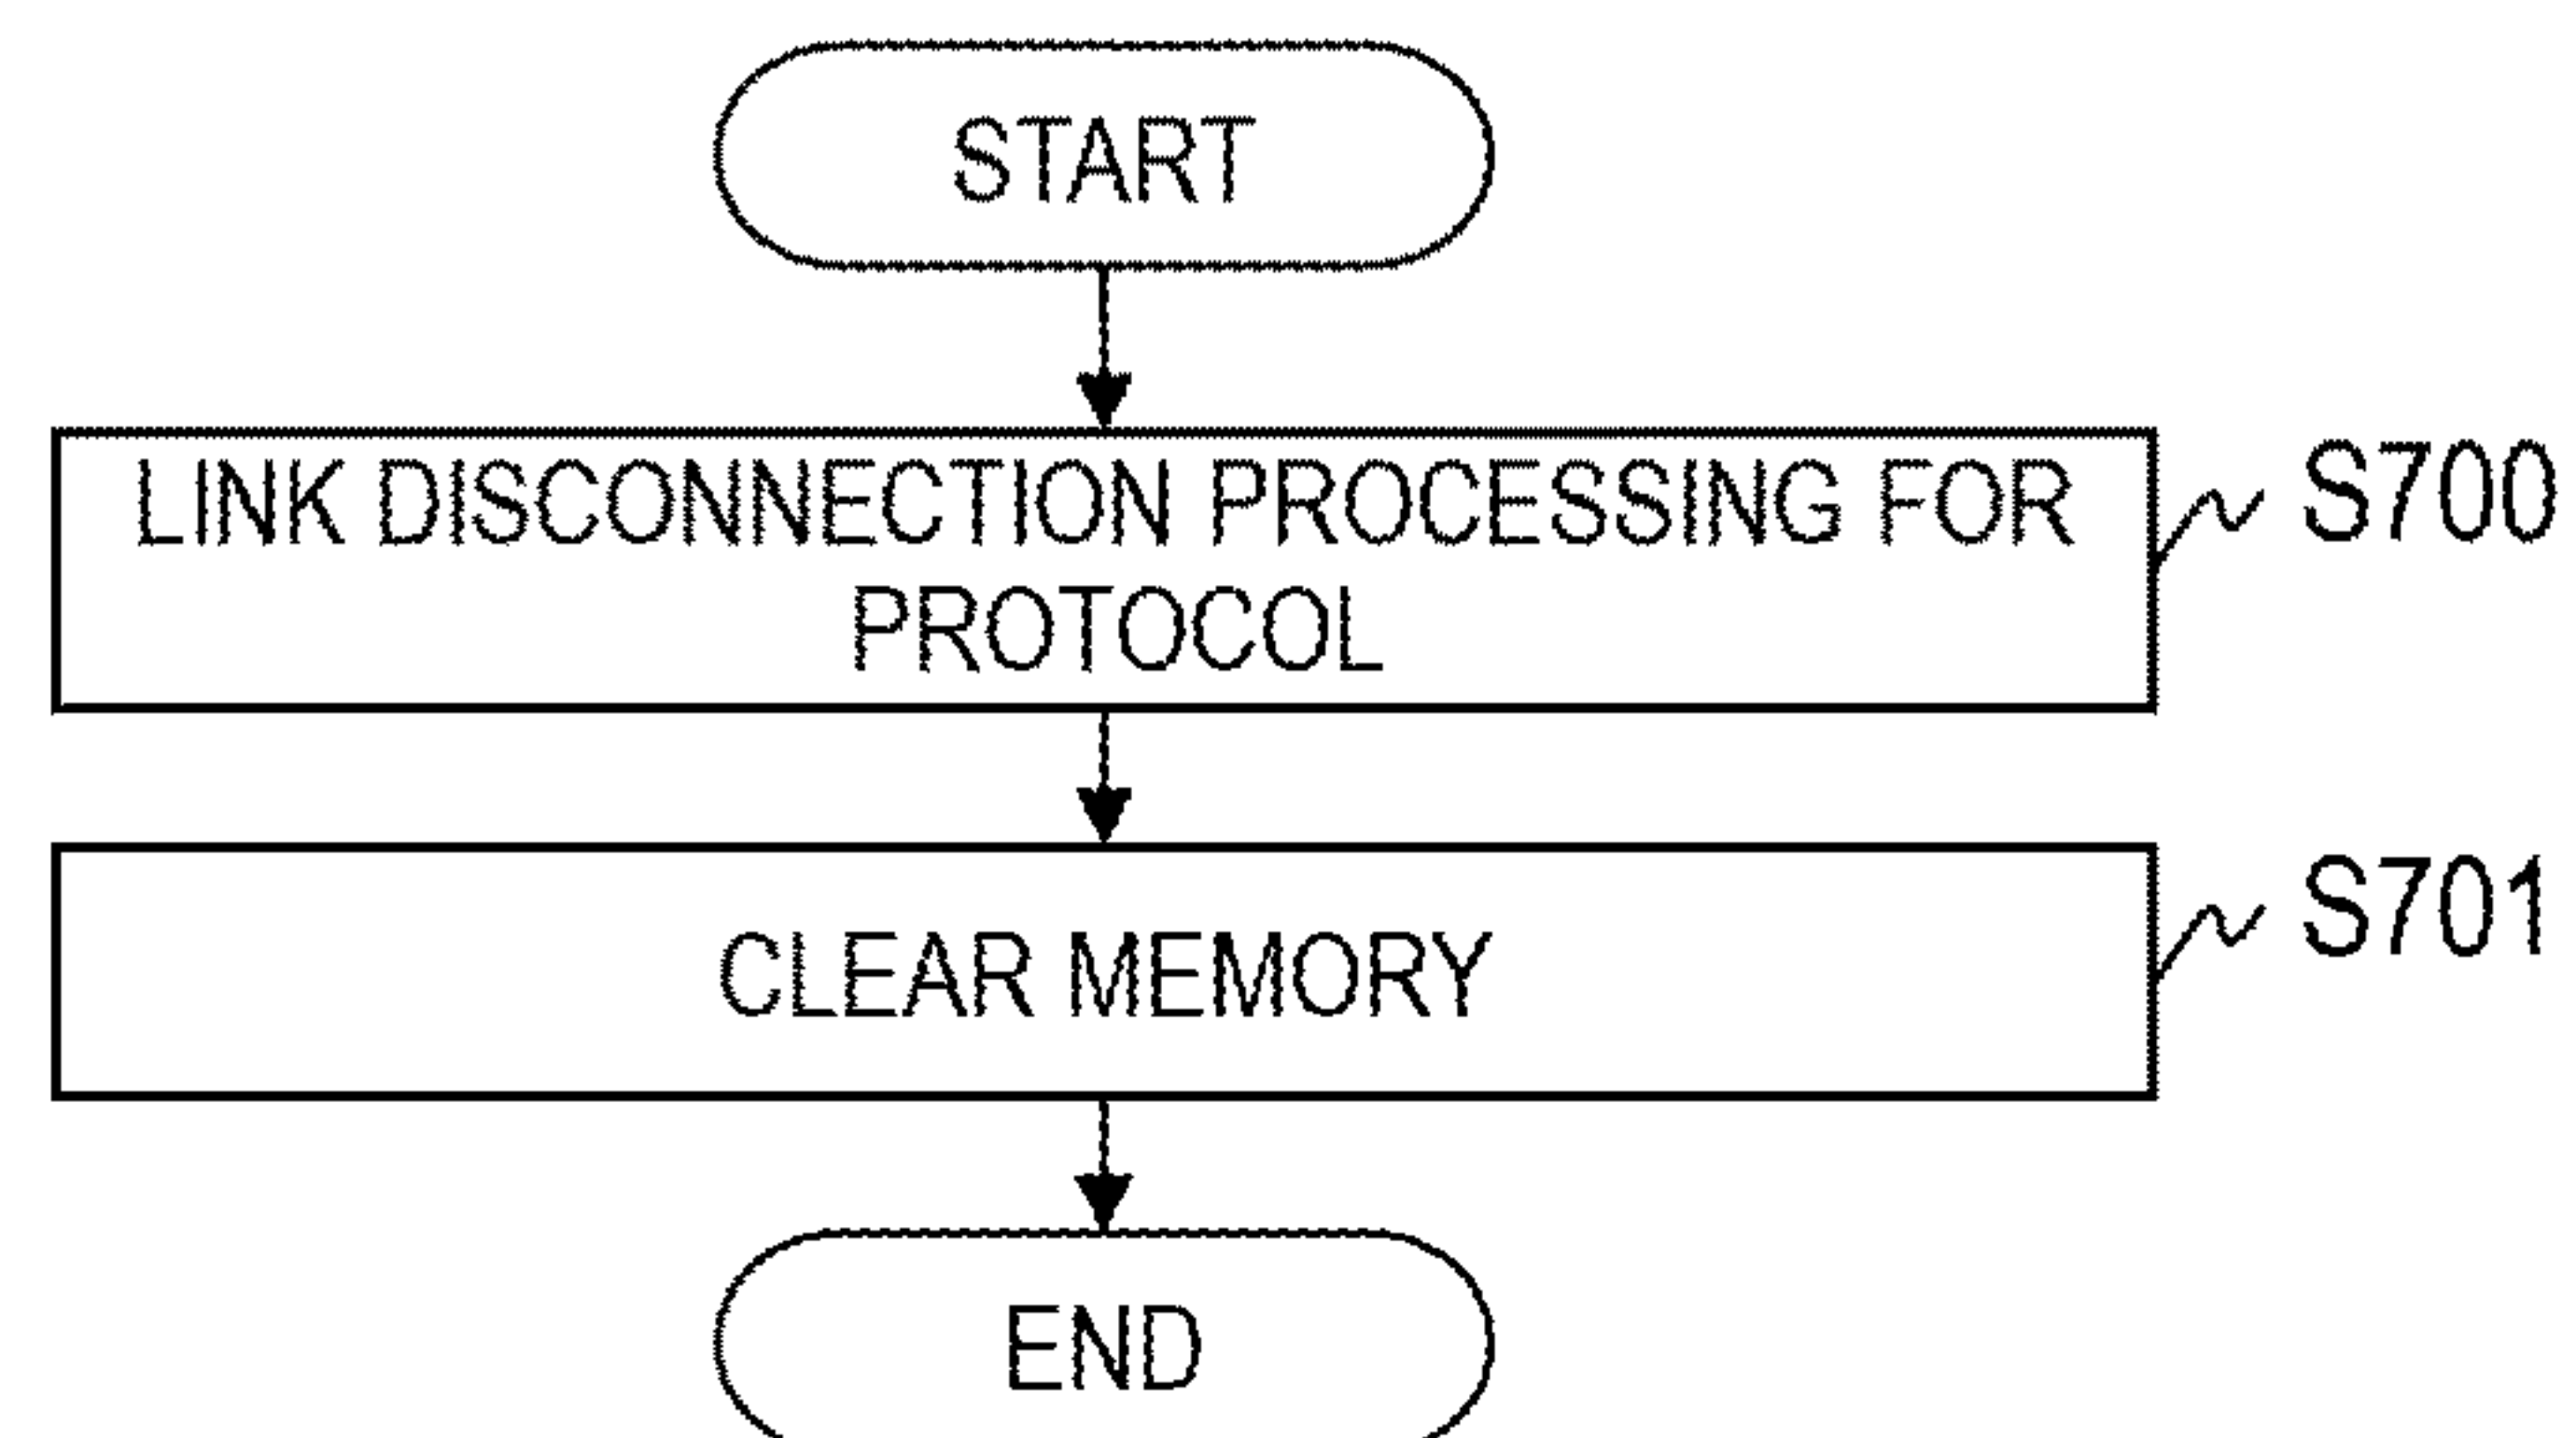 START
LINK DISCONNECTION PROCESSING FOR
PROTOCOL
S700
CLEAR MEMORY
S701
END